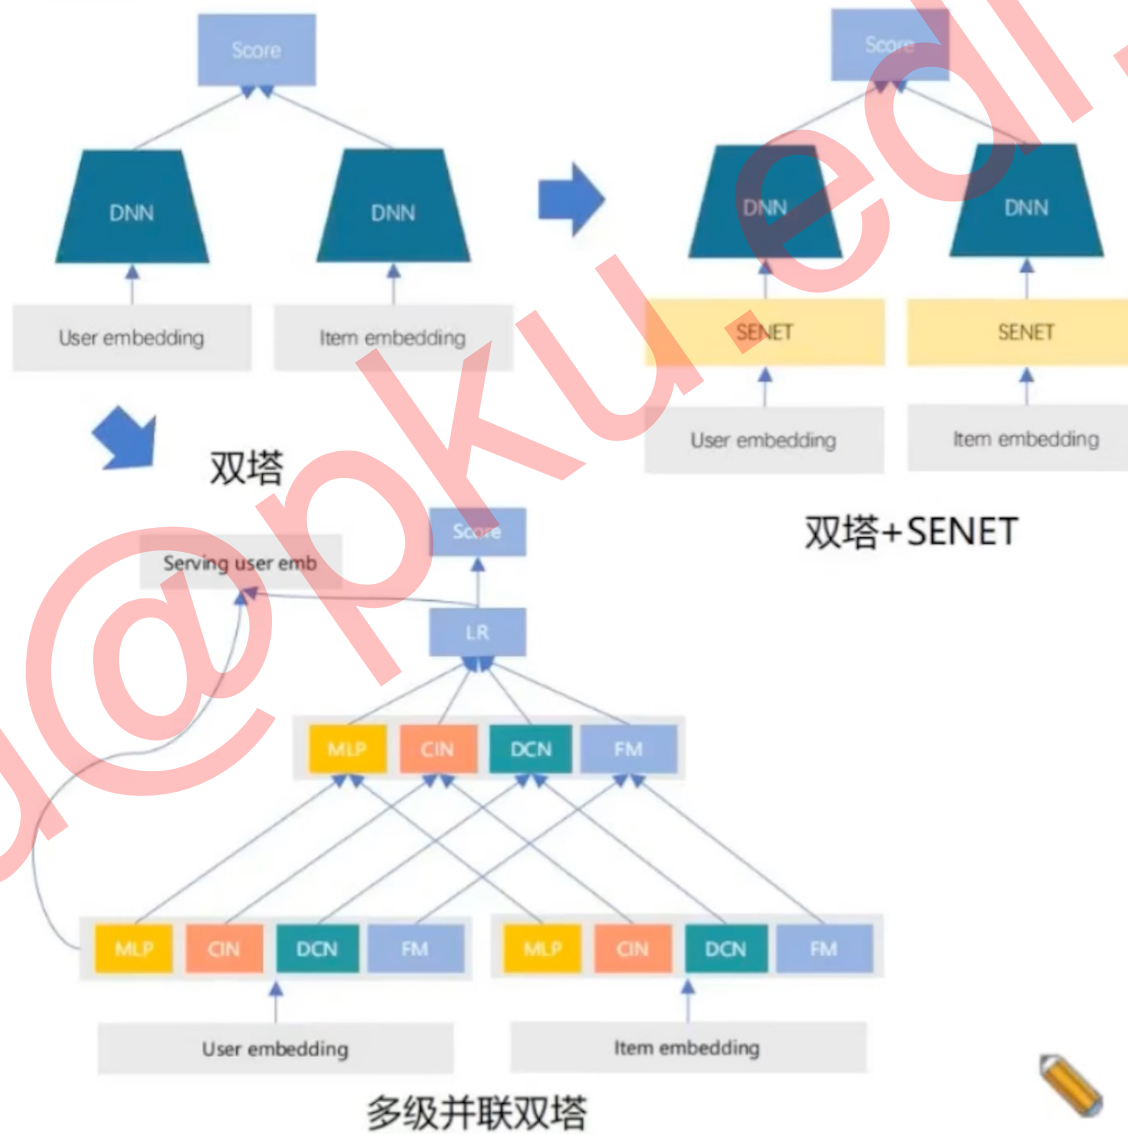 Score
DNN
DNN
User embedding
Item embedding
双塔
Score
DNN
DNN
SENET
SENET
User embedding
Item embedding
双塔+SENET
Score
Serving user emb
LR
MLP CIN DCN FM
MLP CIN DCN FM
MLP CIN DCN FM
User embedding
Item embedding
多级并联双塔
@pku.ed